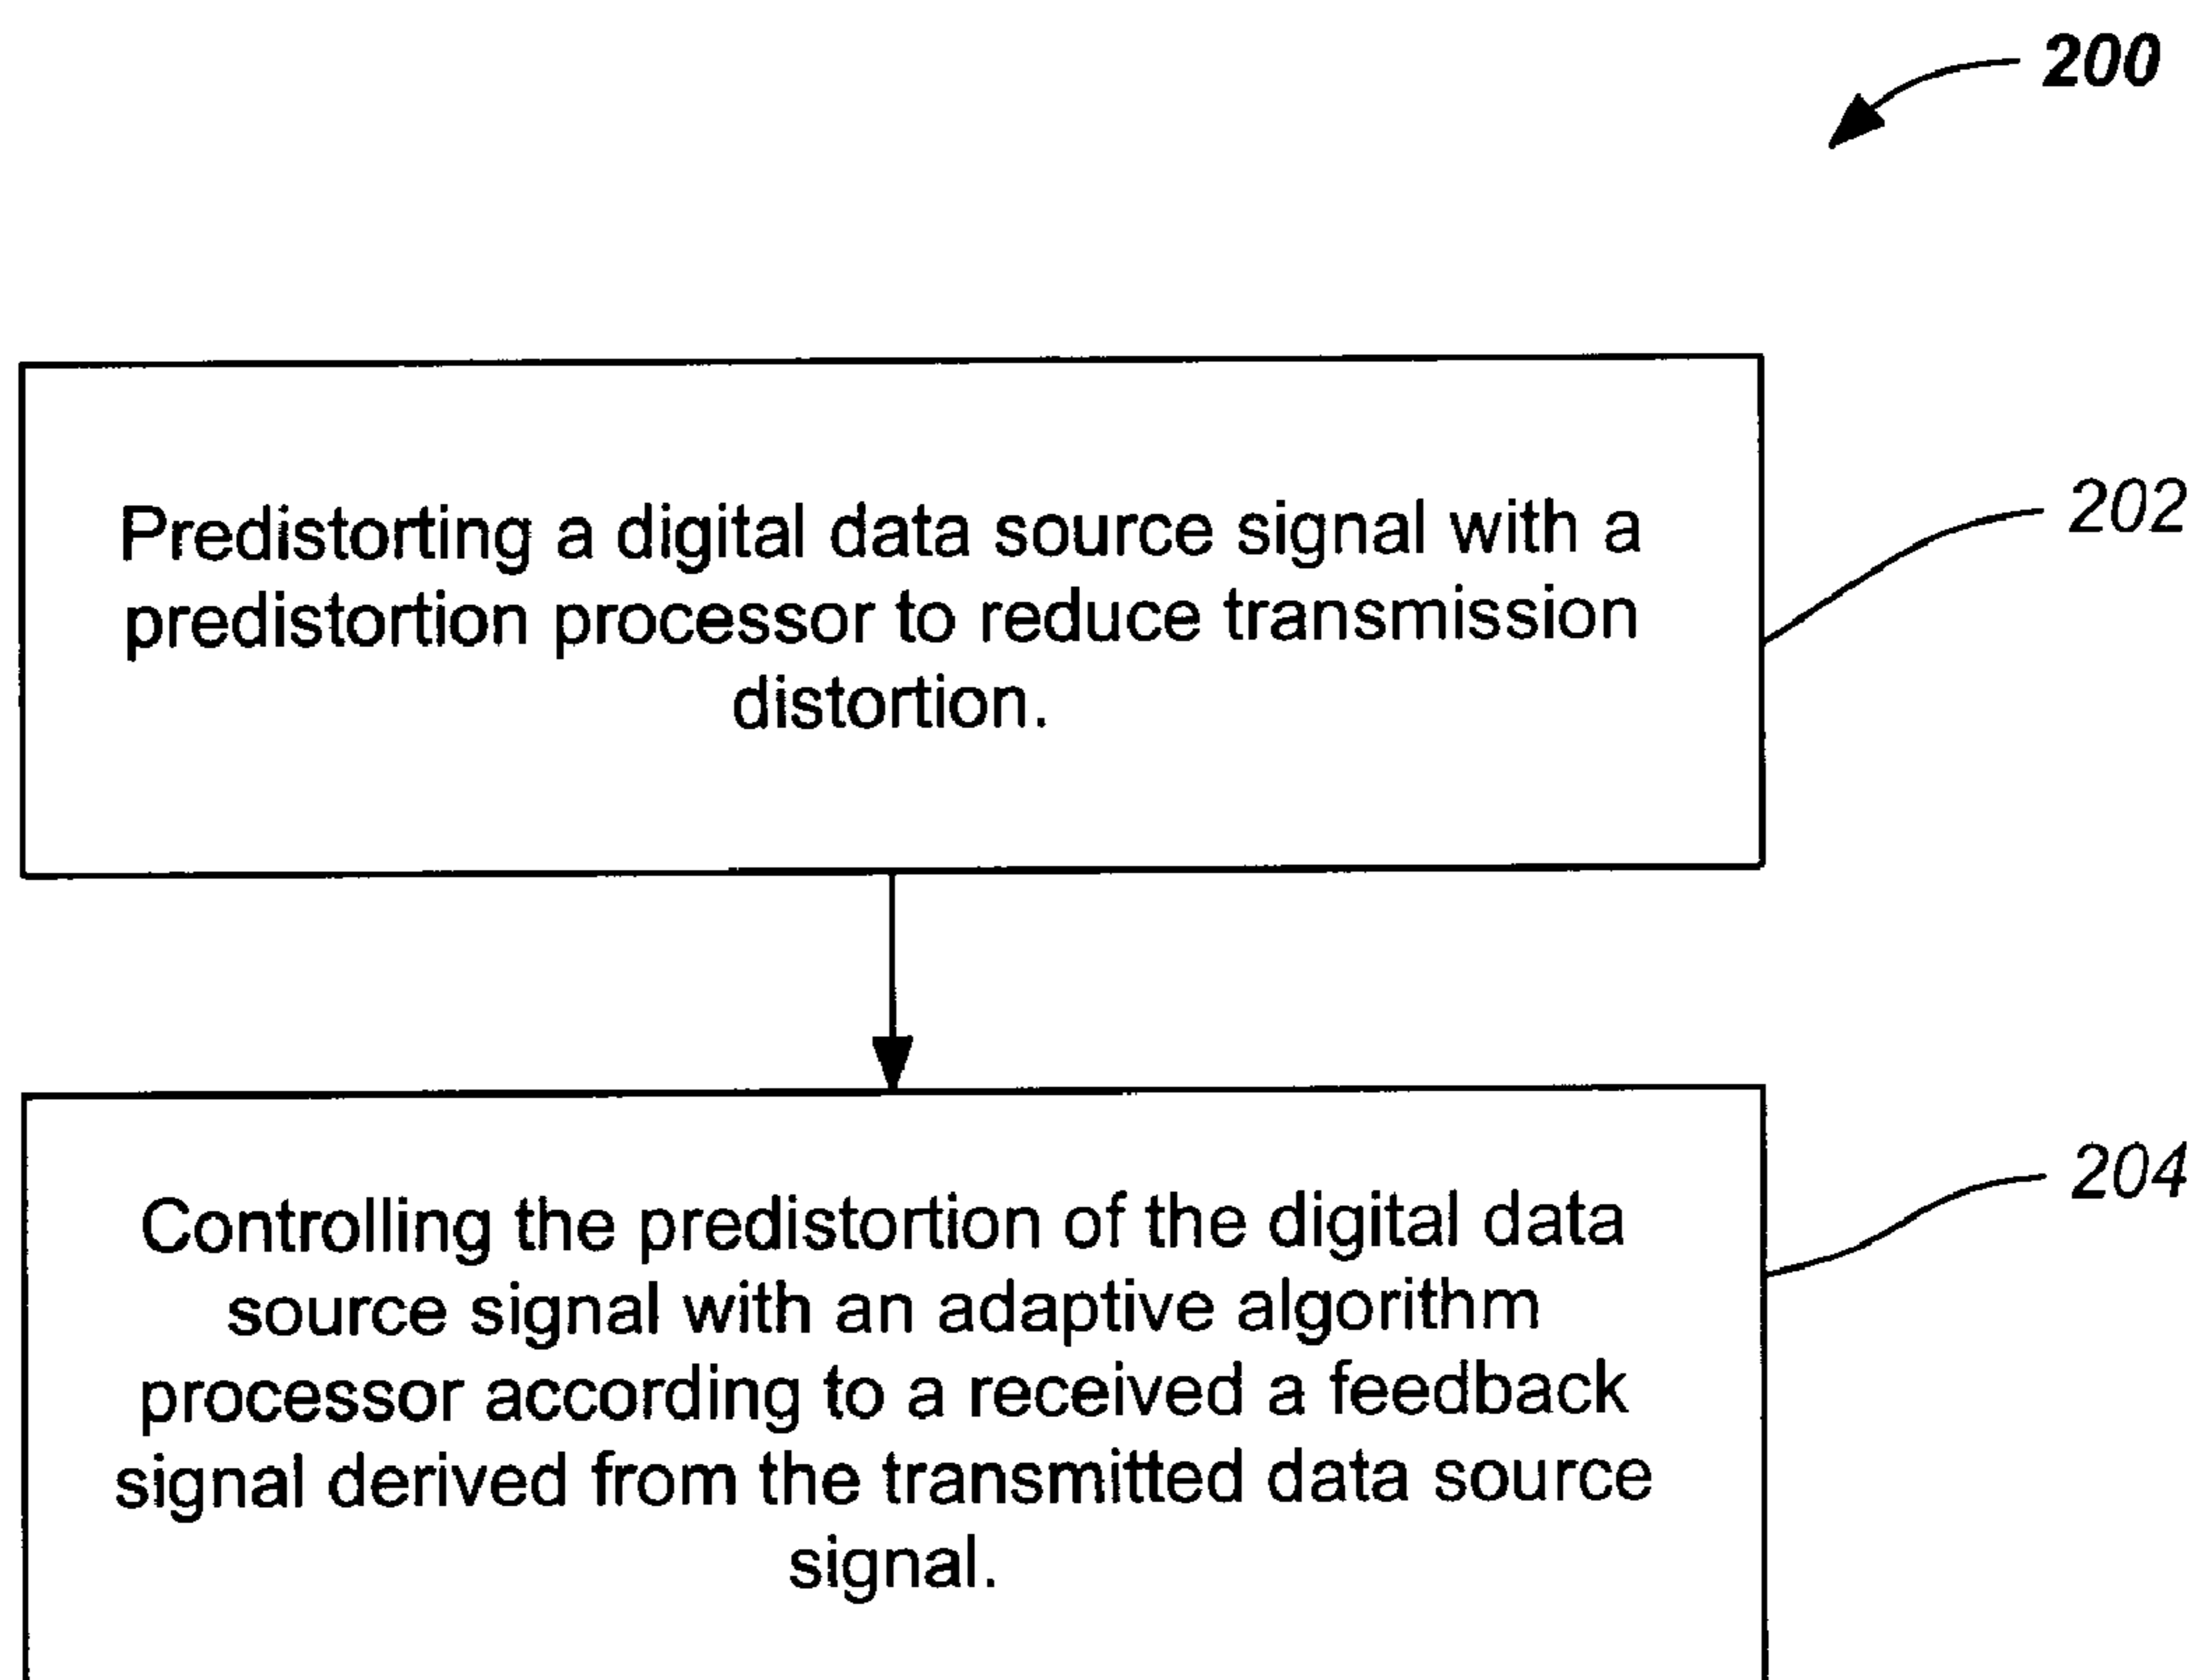 200
Predistorting a digital data source signal with a
predistortion processor to reduce transmission
distortion.
202
Controlling the predistortion of the digital data
source signal with an adaptive algorithm
processor according to a received a feedback
signal derived from the transmitted data source
signal.
204